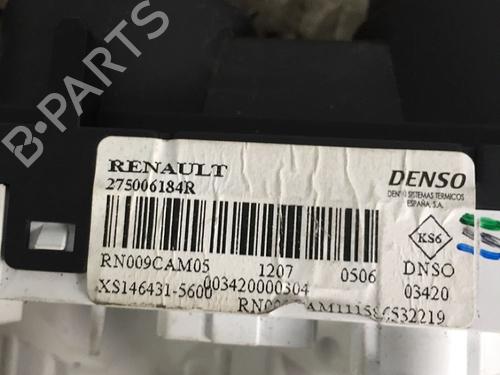 B-PARTS
RENAULT
275006184R
DENSO
DENSO SISTEMAS TERMICOS
ESPAÑA, S.A.
KS6
RN009CAM05 1207 0506 DNSO
XS146431-5600 003420000304 03420